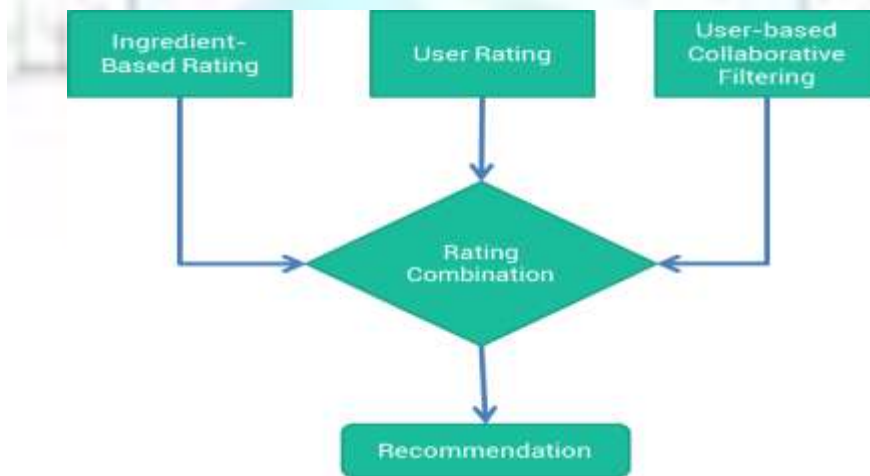 Ingredient-
Based Rating
User Rating
User-based
Collaborative
Filtering
Rating
Combination
Recommendation